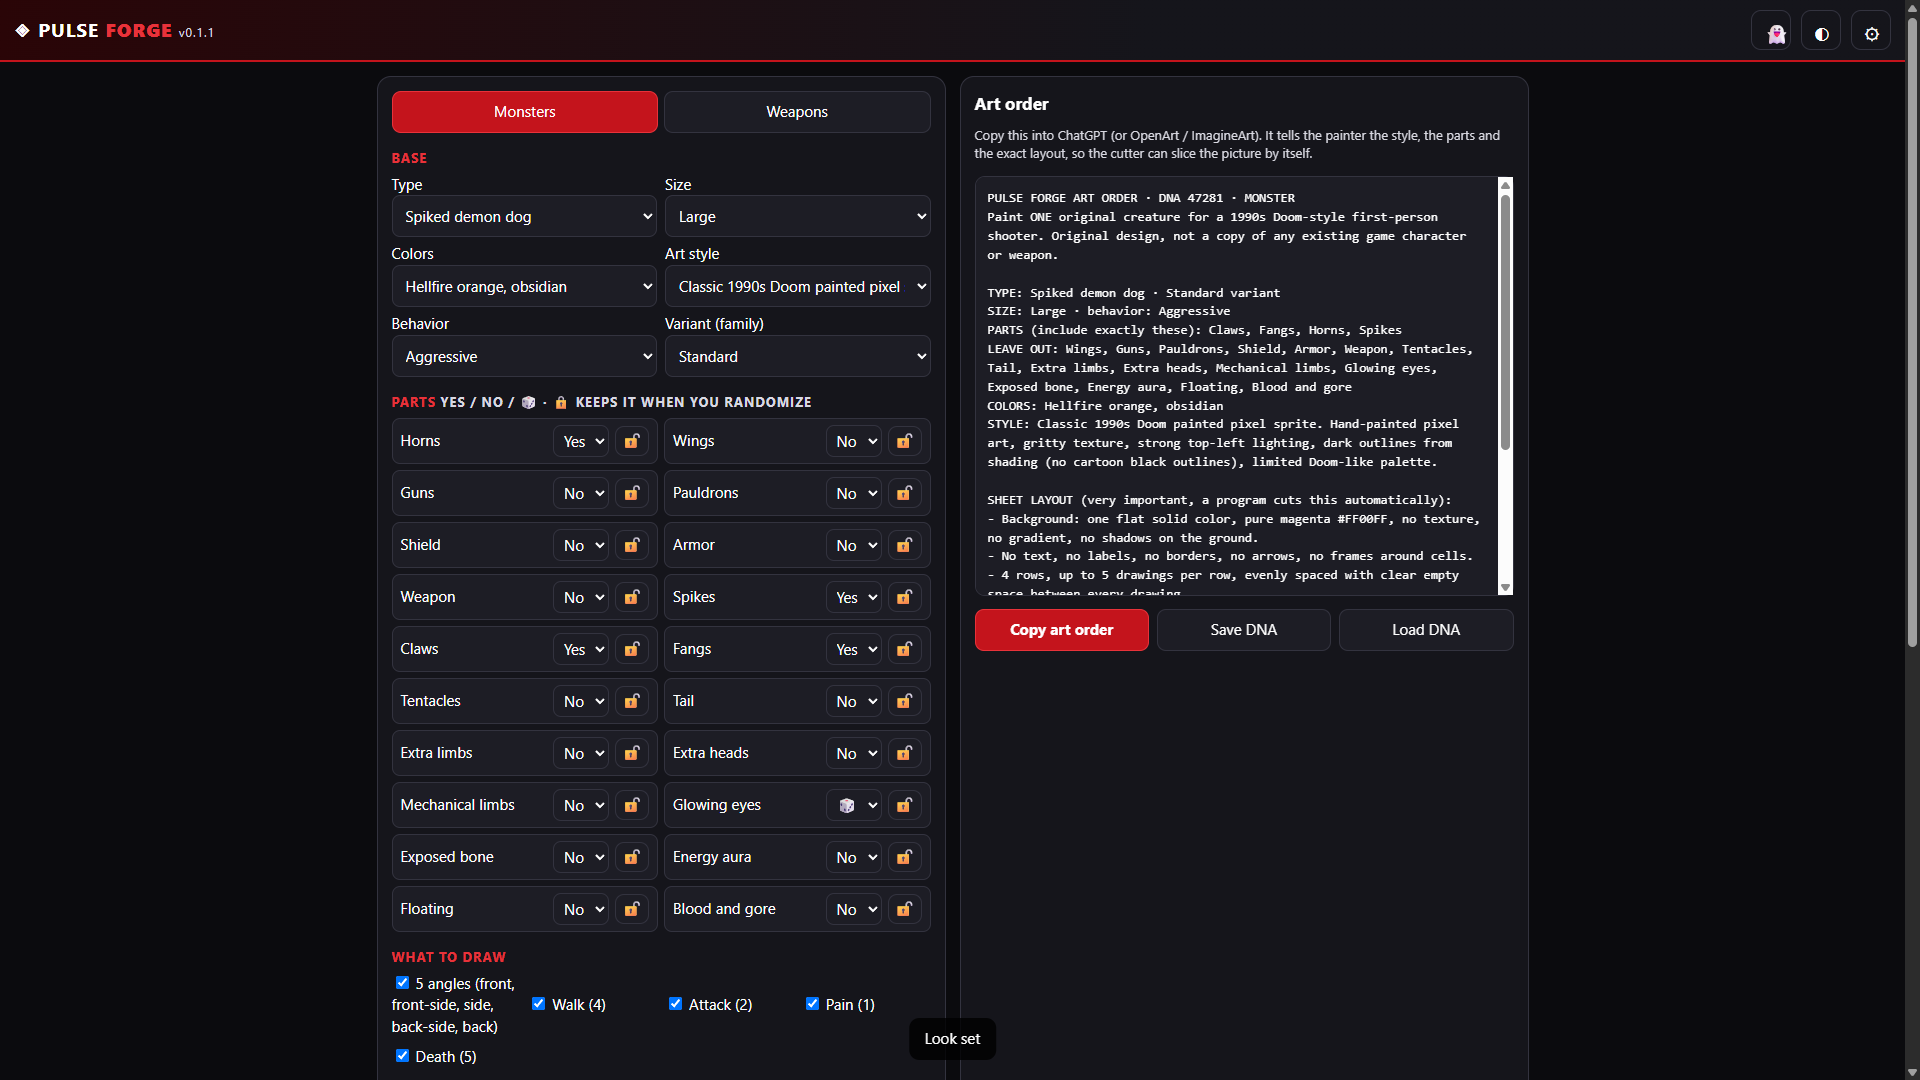 PULSE FORGE v0.1.1
Monsters
Weapons
BASE
Type
Size
Spiked demon dog
Large
Colors
Art style
Hellfire orange, obsidian
Classic 1990s Doom painted pixel
Behavior
Variant (family)
Aggressive
Standard
PARTS YES / NO / 🎲 · 🔒 KEEPS IT WHEN YOU RANDOMIZE
Horns Yes
Wings No
Guns No
Pauldrons No
Shield No
Armor No
Weapon No
Spikes Yes
Claws Yes
Fangs Yes
Tentacles No
Tail No
Extra limbs No
Extra heads No
Mechanical limbs No
Glowing eyes 🎲
Exposed bone No
Energy aura No
Floating No
Blood and gore No
WHAT TO DRAW
5 angles (front,
front-side, side,
back-side, back)
Walk (4)
Attack (2)
Pain (1)
Death (5)
Art order
Copy this into ChatGPT (or OpenArt / ImagineArt). It tells the painter the style, the parts and
the exact layout, so the cutter can slice the picture by itself.
PULSE FORGE ART ORDER · DNA 47281 · MONSTER
Paint ONE original creature for a 1990s Doom-style first-person
shooter. Original design, not a copy of any existing game character
or weapon.
TYPE: Spiked demon dog · Standard variant
SIZE: Large · behavior: Aggressive
PARTS (include exactly these): Claws, Fangs, Horns, Spikes
LEAVE OUT: Wings, Guns, Pauldrons, Shield, Armor, Weapon, Tentacles,
Tail, Extra limbs, Extra heads, Mechanical limbs, Glowing eyes,
Exposed bone, Energy aura, Floating, Blood and gore
COLORS: Hellfire orange, obsidian
STYLE: Classic 1990s Doom painted pixel sprite. Hand-painted pixel
art, gritty texture, strong top-left lighting, dark outlines from
shading (no cartoon black outlines), limited Doom-like palette.
SHEET LAYOUT (very important, a program cuts this automatically):
- Background: one flat solid color, pure magenta #FF00FF, no texture,
no gradient, no shadows on the ground.
- No text, no labels, no borders, no arrows, no frames around cells.
- 4 rows, up to 5 drawings per row, evenly spaced with clear empty
space between every drawing
Copy art order
Save DNA
Load DNA
Look set